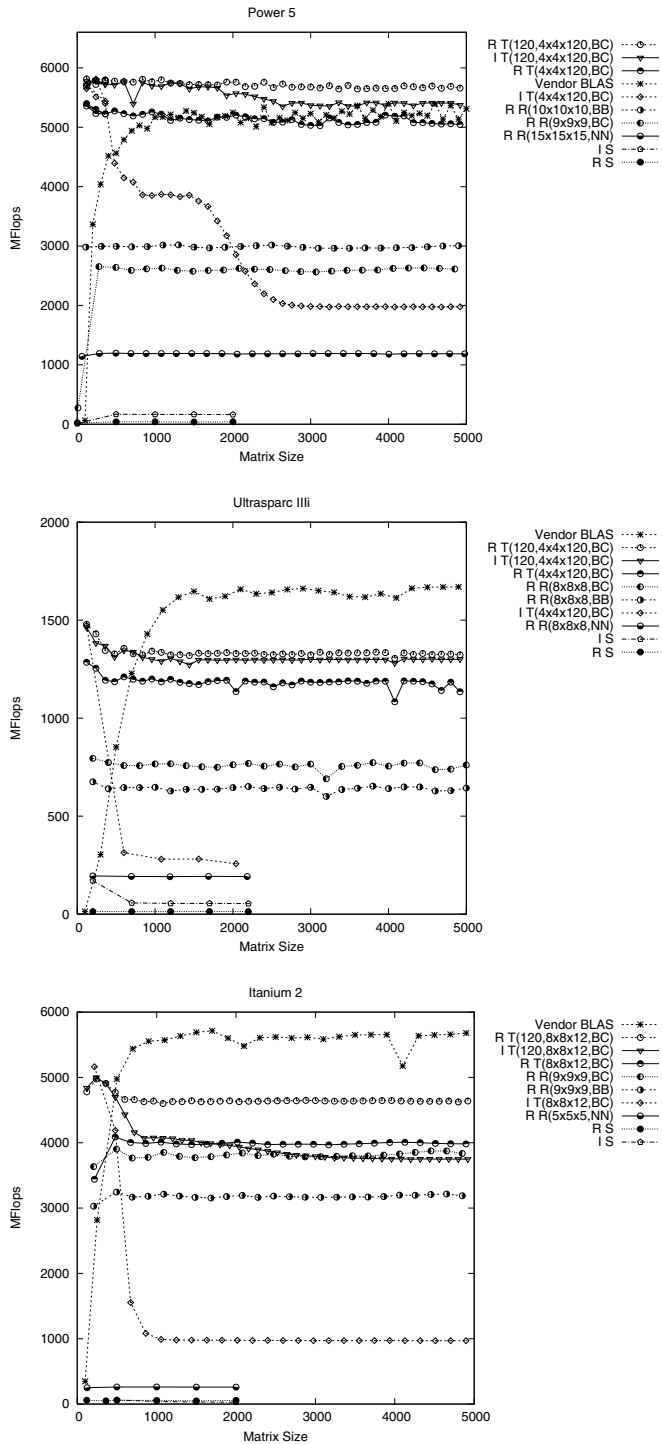 Power 5
6000
5000
4000
3000
2000
1000
0
MFlops
0 1000 2000 3000 4000 5000
Matrix Size
R T(120,4x4x120,BC)
I T(120,4x4x120,BC)
R T(4x4x120,BC)
Vendor BLAS
I T(4x4x120,BC)
R R(10x10x10,BB)
R R(9x9x9,BC)
R R(15x15x15,NN)
I S
R S
Ultrasparc IIIi
2000
1500
1000
500
0
MFlops
0 1000 2000 3000 4000 5000
Matrix Size
Vendor BLAS
R T(120,4x4x120,BC)
I T(120,4x4x120,BC)
R T(4x4x120,BC)
R R(8x8x8,BC)
R R(8x8x8,BB)
I T(4x4x120,BC)
R R(8x8x8,NN)
I S
R S
Itanium 2
6000
5000
4000
3000
2000
1000
0
MFlops
0 1000 2000 3000 4000 5000
Matrix Size
Vendor BLAS
R T(120,8x8x12,BC)
I T(120,8x8x12,BC)
R T(8x8x12,BC)
R R(9x9x9,BC)
R R(9x9x9,BB)
I T(8x8x12,BC)
R R(5x5x5,NN)
R S
I S